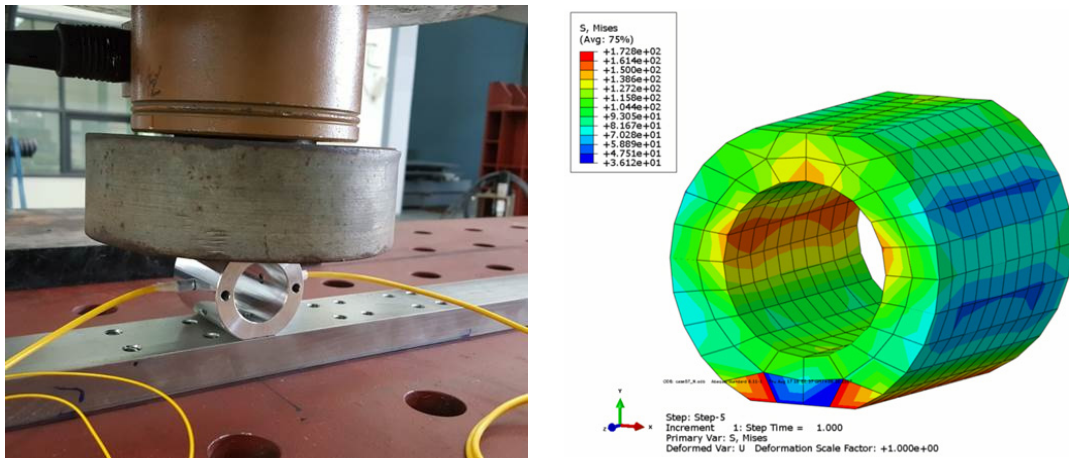 S, Mises
(Avg: 75%)
+1.728e+02
+1.614e+02
+1.500e+02
+1.386e+02
+1.272e+02
+1.158e+02
+1.044e+02
+9.305e+01
+8.167e+01
+7.028e+01
+5.889e+01
+4.751e+01
+3.612e+01
Y
Z
X
Step: Step-5
Increment 1: Step Time = 1.000
Primary Var: S, Mises
Deformed Var: U Deformation Scale Factor: +1.000e+00